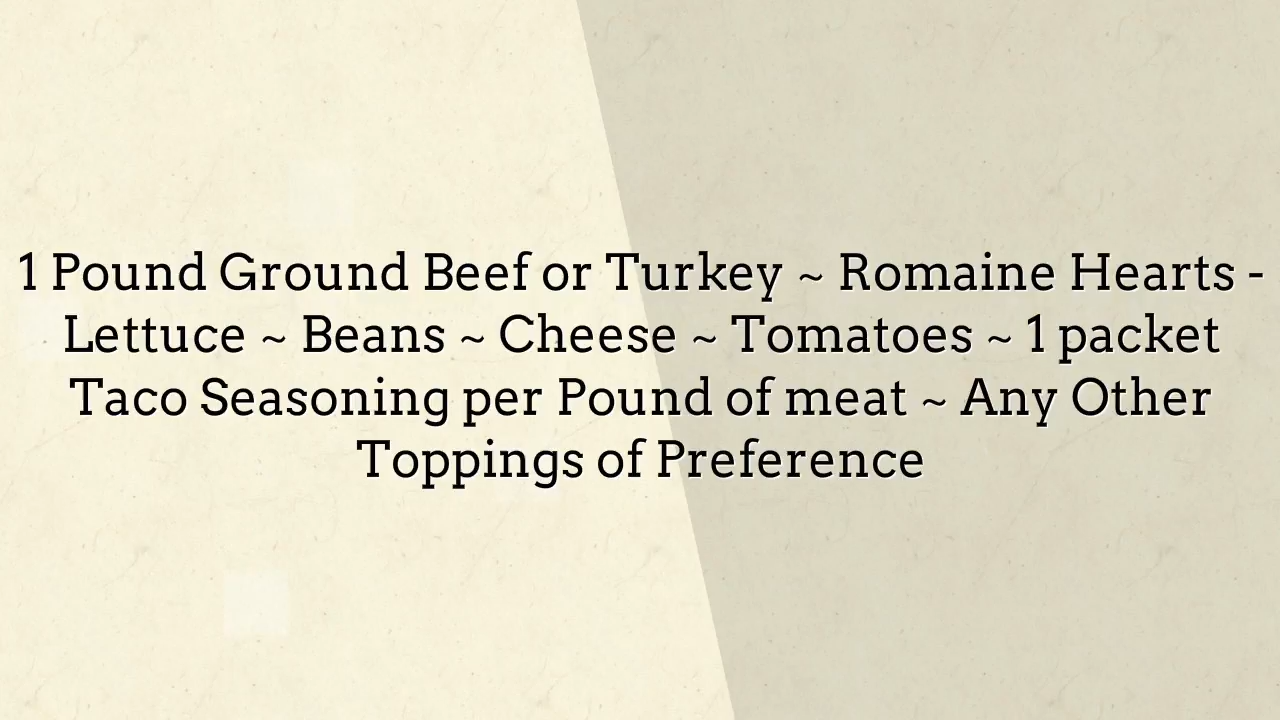 1 Pound Ground Beef or Turkey ~ Romaine Hearts -
Lettuce ~ Beans ~ Cheese ~ Tomatoes ~ 1 packet
Taco Seasoning per Pound of meat ~ Any Other
Toppings of Preference